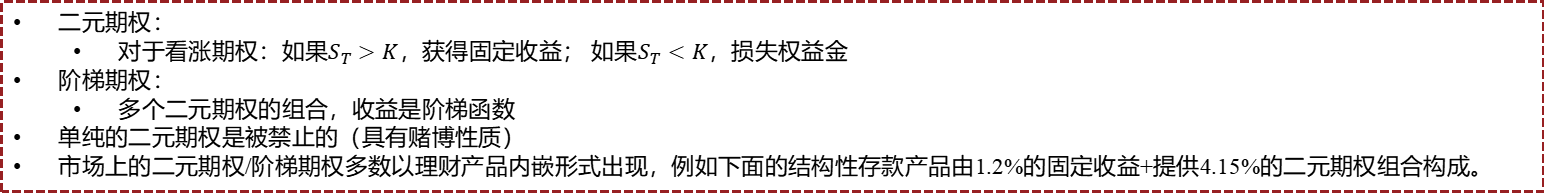 • 二元期权：
• 对于看涨期权：如果S_T > K，获得固定收益； 如果S_T < K，损失权益金
• 阶梯期权：
• 多个二元期权的组合，收益是阶梯函数
• 单纯的二元期权是被禁止的（具有赌博性质）
• 市场上的二元期权/阶梯期权多数以理财产品内嵌形式出现，例如下面的结构性存款产品由1.2%的固定收益+提供4.15%的二元期权组合构成。